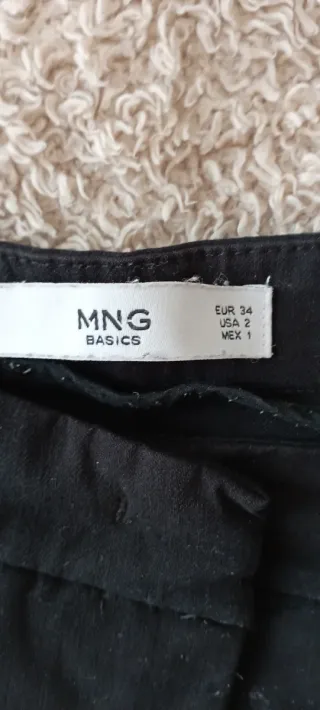 MNG
BASICS
EUR 34
USA 2
MEX 1